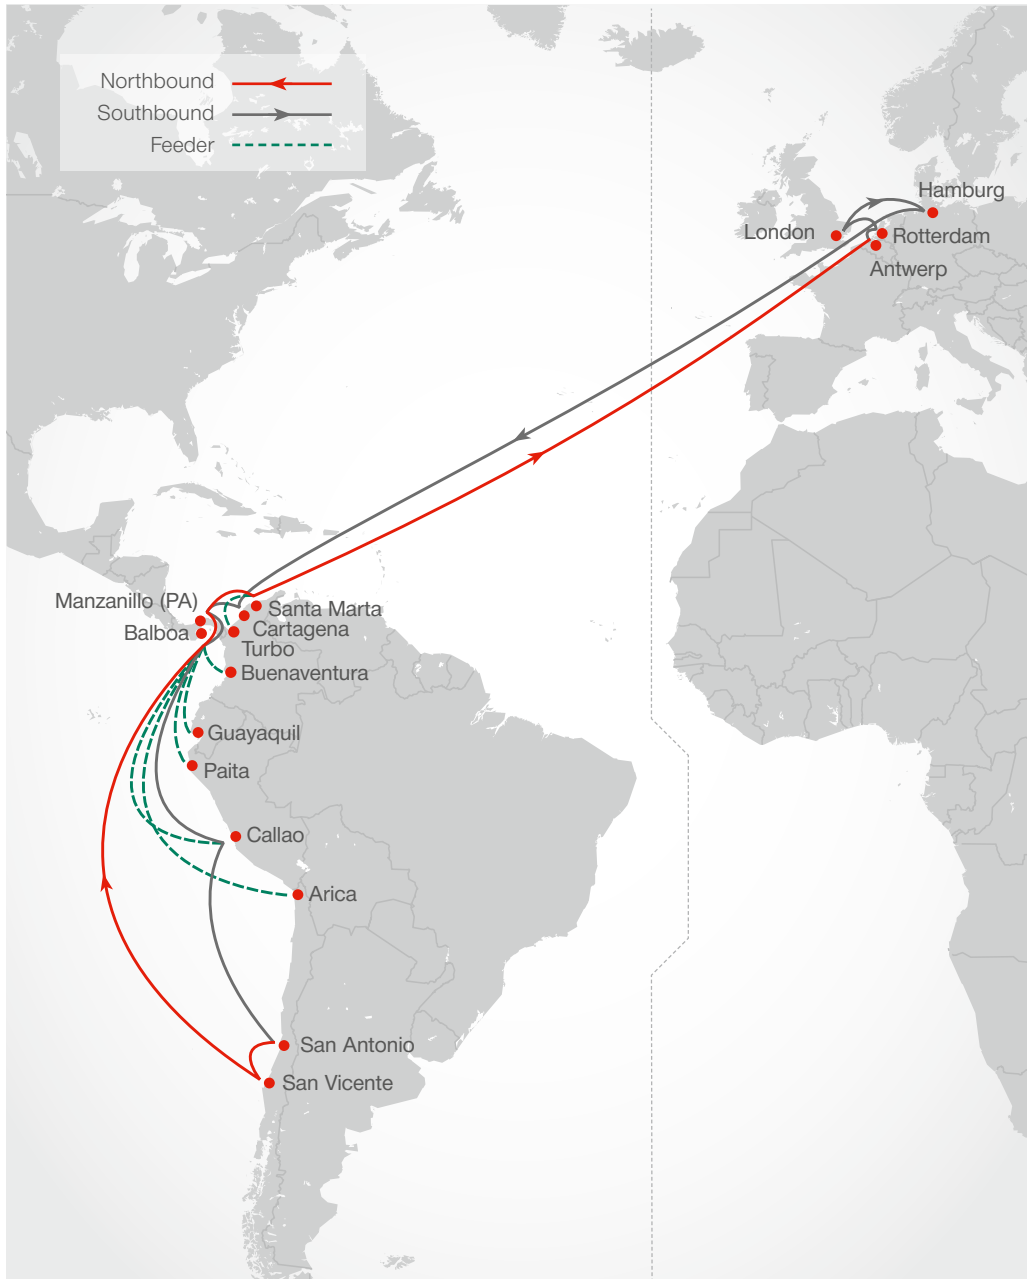 Northbound
Southbound
Feeder
Hamburg
London
Rotterdam
Antwerp
Manzanillo (PA)
Santa Marta
Balboa
Cartagena
Turbo
Buenaventura
Guayaquil
Paita
Callao
Arica
San Antonio
San Vicente